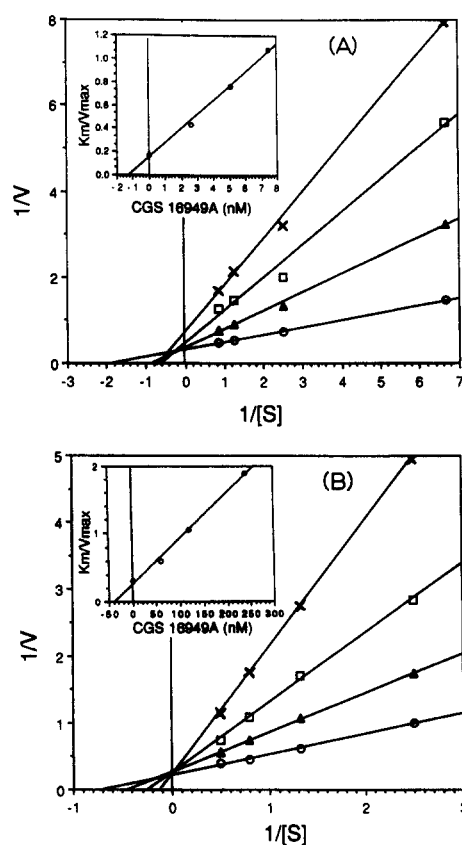 8
6
4
2
0
1/V
(A)
1.2
1.0
0.8
0.6
0.4
0.2
0.0
Km/Vmax
-2 -1 0 1 2 3 4 5 6 7 8
CGS 16949A (nM)
-3 -2 -1 0 1 2 3 4 5 6 7
1/[S]
5
4
3
2
1
0
1/V
(B)
2
1
0
Km/Vmax
-50 0 50 100 150 200 250 300
CGS 16949A (nM)
-1 0 1 2 3
1/[S]